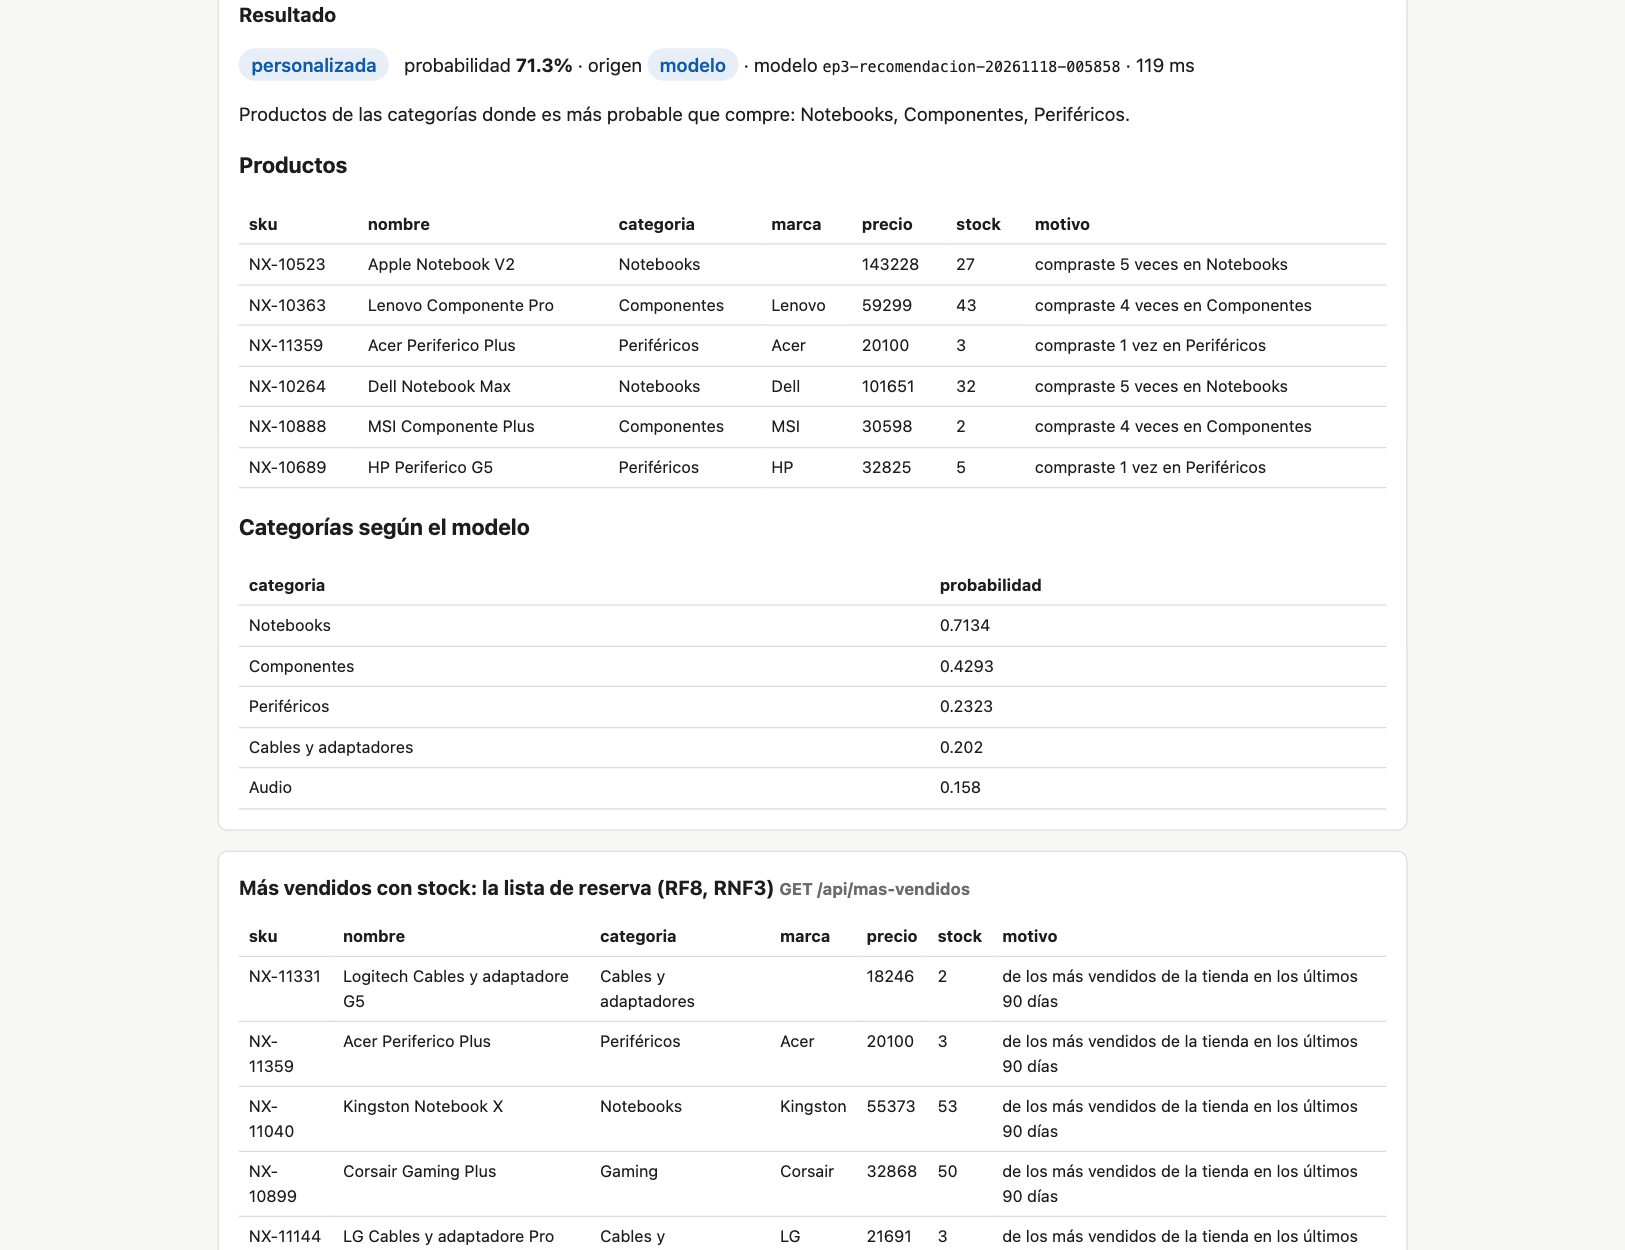 Resultado
personalizada probabilidad 71.3% · origen modelo · modelo ep3-recomendacion-20261118-005858 · 119 ms
Productos de las categorías donde es más probable que compre: Notebooks, Componentes, Periféricos.
Productos
sku nombre categoria marca precio stock motivo
NX-10523 Apple Notebook V2 Notebooks 143228 27 compraste 5 veces en Notebooks
NX-10363 Lenovo Componente Pro Componentes Lenovo 59299 43 compraste 4 veces en Componentes
NX-11359 Acer Periferico Plus Periféricos Acer 20100 3 compraste 1 vez en Periféricos
NX-10264 Dell Notebook Max Notebooks Dell 101651 32 compraste 5 veces en Notebooks
NX-10888 MSI Componente Plus Componentes MSI 30598 2 compraste 4 veces en Componentes
NX-10689 HP Periferico G5 Periféricos HP 32825 5 compraste 1 vez en Periféricos
Categorías según el modelo
categoria probabilidad
Notebooks 0.7134
Componentes 0.4293
Periféricos 0.2323
Cables y adaptadores 0.202
Audio 0.158
Más vendidos con stock: la lista de reserva (RF8, RNF3) GET /api/mas-vendidos
sku nombre categoria marca precio stock motivo
NX-11331 Logitech Cables y adaptadore Cables y 18246 2 de los más vendidos de la tienda en los últimos
G5 adaptadores 90 días
NX- Acer Periferico Plus Periféricos Acer 20100 3 de los más vendidos de la tienda en los últimos
11359 90 días
NX- Kingston Notebook X Notebooks Kingston 55373 53 de los más vendidos de la tienda en los últimos
11040 90 días
NX- Corsair Gaming Plus Gaming Corsair 32868 50 de los más vendidos de la tienda en los últimos
10899 90 días
NX-11144 LG Cables y adaptadore Pro Cables y LG 21691 3 de los más vendidos de la tienda en los últimos